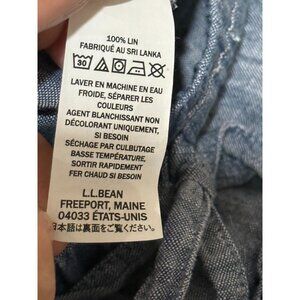 100% LIN
FABRIQUÉ AU SRI LANKA
30
LAVER EN MACHINE EN EAU
FROIDE, SÉPARER LES
COULEURS
AGENT BLANCHISSANT NON
DÉCOLORANT UNIQUEMENT,
SI BESOIN
SÉCHAGE PAR CULBUTAGE
BASSE TEMPÉRATURE,
SORTIR RAPIDEMENT
FER CHAUD SI BESOIN
L.L.BEAN
FREEPORT, MAINE
04033 ÉTATS-UNIS
日本語は裏面をご覧ください。